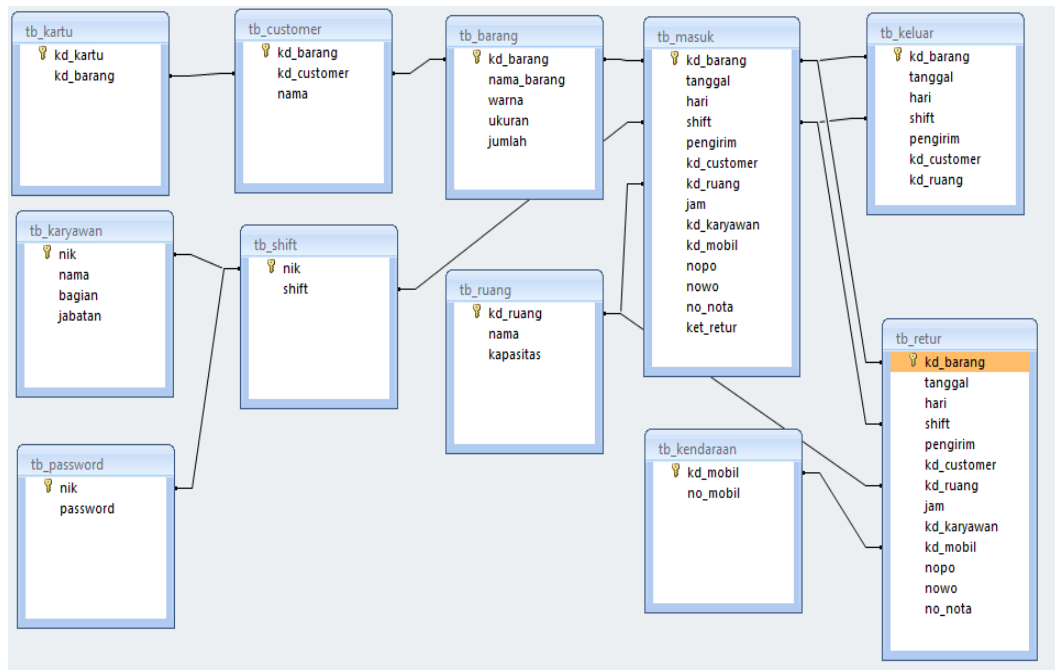 tb_kartu
kd_kartu
kd_barang
tb_customer
kd_barang
kd_customer
nama
tb_barang
kd_barang
nama_barang
warna
ukuran
jumlah
tb_masuk
kd_barang
tanggal
hari
shift
pengirim
kd_customer
kd_ruang
jam
kd_karyawan
kd_mobil
nopo
nowo
no_nota
ket_retur
tb_keluar
kd_barang
tanggal
hari
shift
pengirim
kd_customer
kd_ruang
tb_karyawan
nik
nama
bagian
jabatan
tb_shift
nik
shift
tb_ruang
kd_ruang
nama
kapasitas
tb_retur
kd_barang
tanggal
hari
shift
pengirim
kd_customer
kd_ruang
jam
kd_karyawan
kd_mobil
nopo
nowo
no_nota
tb_password
nik
password
tb_kendaraan
kd_mobil
no_mobil